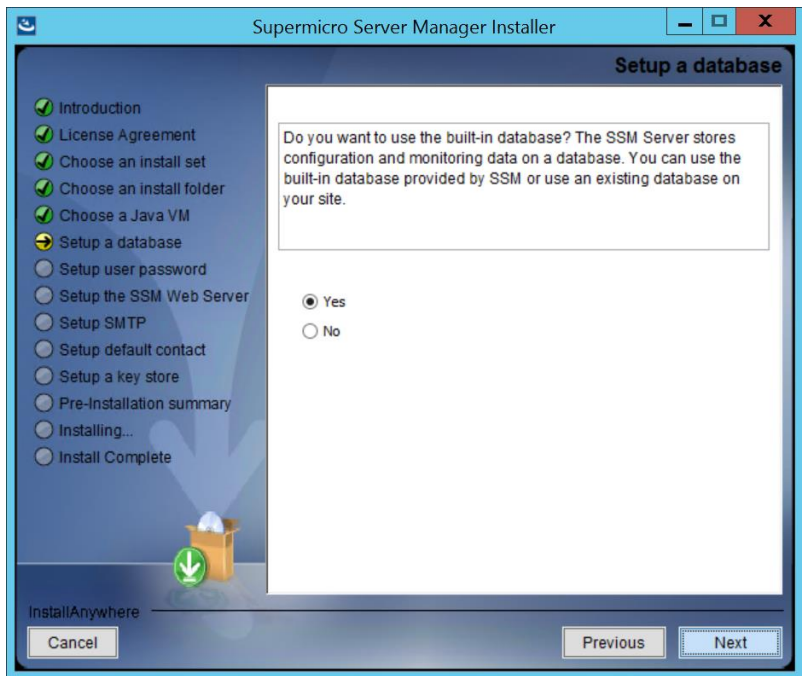 Supermicro Server Manager Installer
Setup a database
Introduction
License Agreement
Choose an install set
Choose an install folder
Choose a Java VM
Setup a database
Setup user password
Setup the SSM Web Server
Setup SMTP
Setup default contact
Setup a key store
Pre-Installation summary
Installing...
Install Complete
Do you want to use the built-in database? The SSM Server stores
configuration and monitoring data on a database. You can use the
built-in database provided by SSM or use an existing database on
your site.
Yes
No
InstallAnywhere
Cancel
Previous
Next